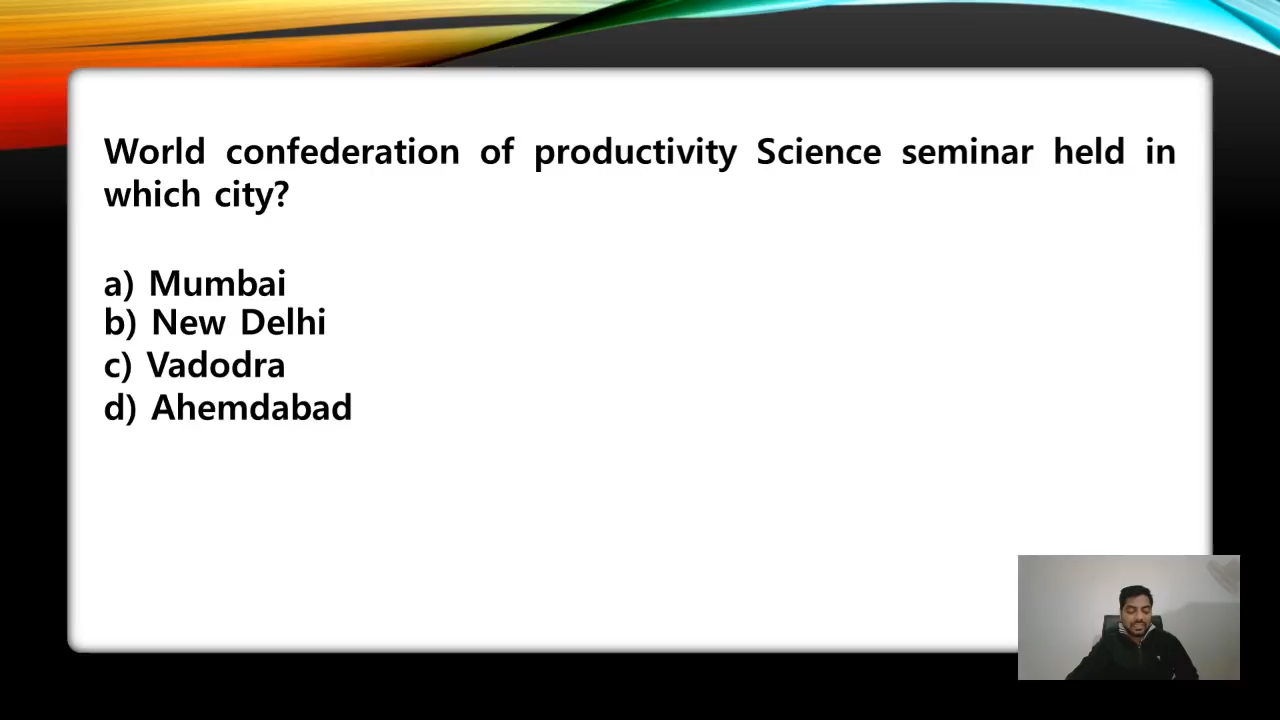 World confederation of productivity Science seminar held in
which city?
a) Mumbai
b) New Delhi
c) Vadodra
d) Ahemdabad